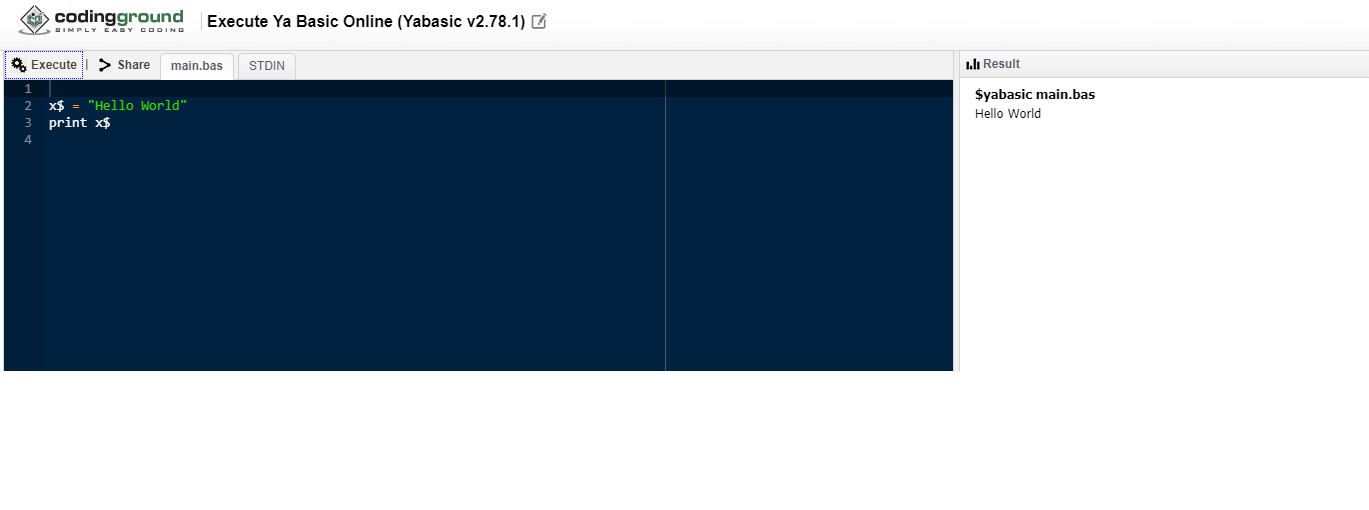 codingground
SIMPLY EASY CODING
Execute Ya Basic Online (Yabasic v2.78.1)
Execute | Share main.bas STDIN
1
2 x$ = "Hello World"
3 print x$
4
Result
$yabasic main.bas
Hello World